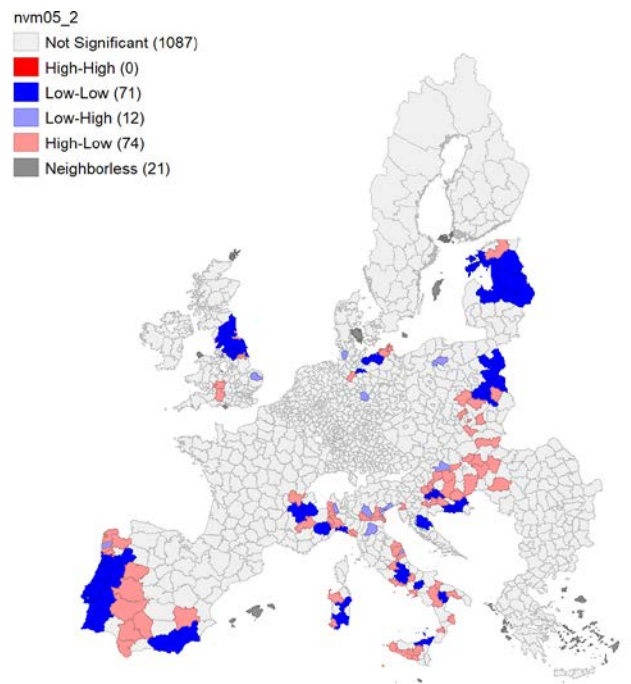 nvm05_2
Not Significant (1087)
High-High (0)
Low-Low (71)
Low-High (12)
High-Low (74)
Neighborless (21)